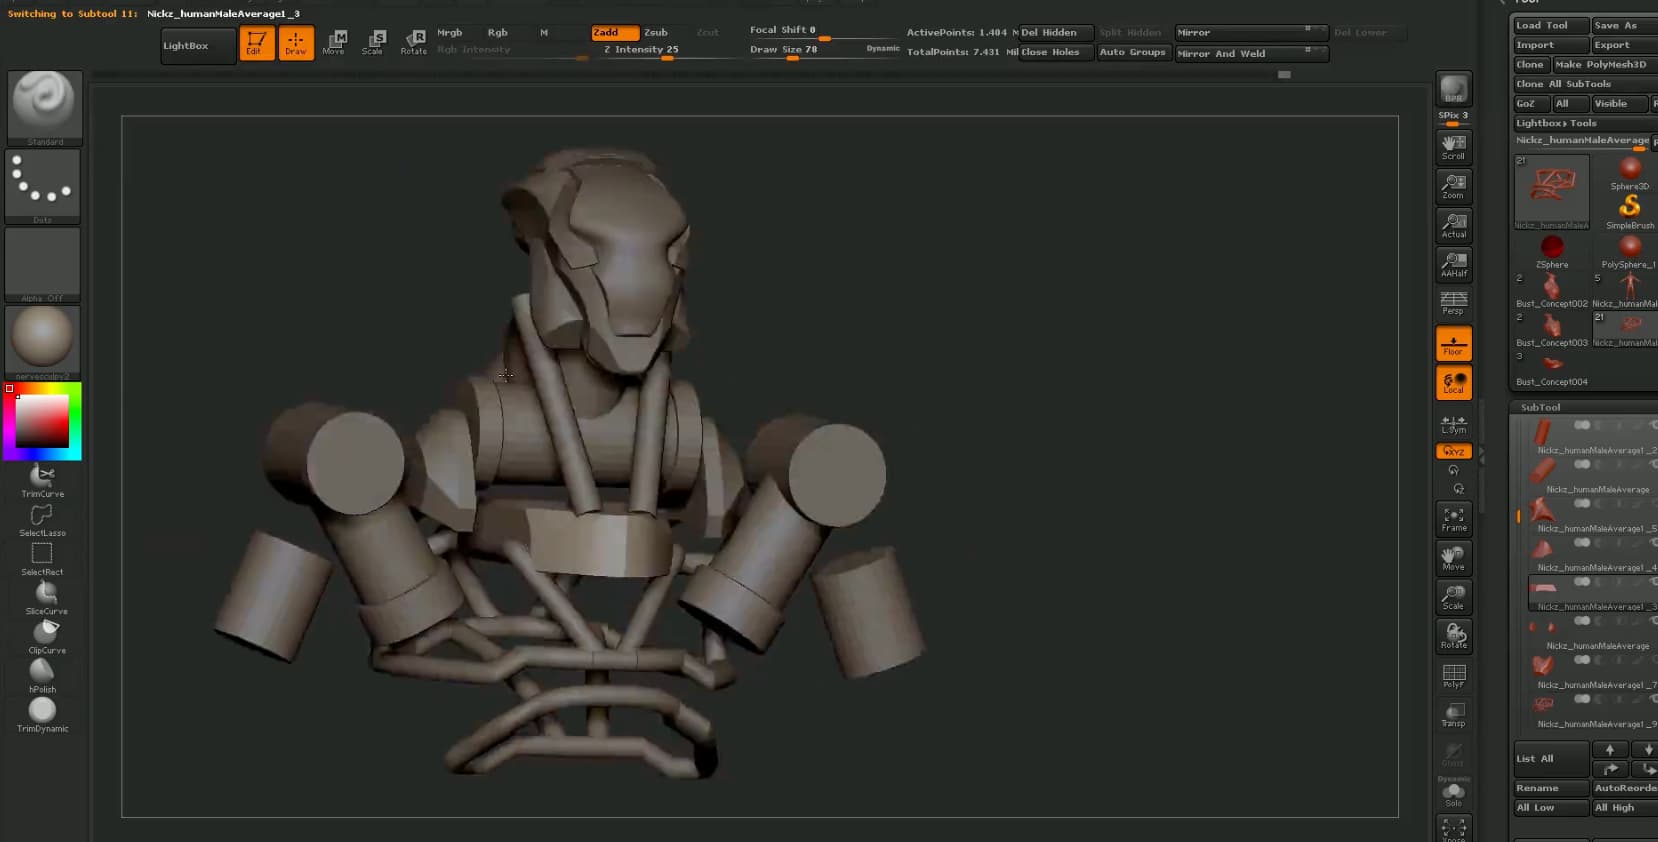 Switching to Subtool 11: Nickz_humanMaleAverage1_3
LightBox
Edit
Draw
Move
Scale
Rotate
Mrgb
Rgb
M
Zadd
Zsub
Zcut
Rgb Intensity
Z Intensity 25
Focal Shift 0
Draw Size 78
Dynamic
ActivePoints: 1.404 M
TotalPoints: 7.431 Mil
Del Hidden
Split Hidden
Close Holes
Auto Groups
Mirror
Del Lower
Mirror And Weld
Standard
Dots
Alpha Off
nervesculpy2
TrimCurve
SelectLasso
SelectRect
SliceCurve
ClipCurve
hPolish
TrimDynamic
BPR
SPix 3
Scroll
Zoom
Actual
AAHalf
Persp
Floor
Local
L.Sym
XYZ
Frame
Move
Scale
Rotate
PolyF
Transp
Ghost
Dynamic
Solo
Load Tool
Save As
Import
Export
Clone
Make PolyMesh3D
Clone All SubTools
GoZ
All
Visible
Lightbox▸Tools
Nickz_humanMaleAverage
21
Nickz_humanMaleA
Sphere3D
SimpleBrush
ZSphere
PolySphere_1
2
Bust_Concept002
5
Nickz_humanMal
2
Bust_Concept003
21
Nickz_humanMal
3
Bust_Concept004
SubTool
Nickz_humanMaleAverage1_2
Nickz_humanMaleAverage
Nickz_humanMaleAverage1_5
Nickz_humanMaleAverage1_4
Nickz_humanMaleAverage1_3
Nickz_humanMaleAverage
Nickz_humanMaleAverage1_7
Nickz_humanMaleAverage1_9
List All
Rename
AutoReorde
All Low
All High